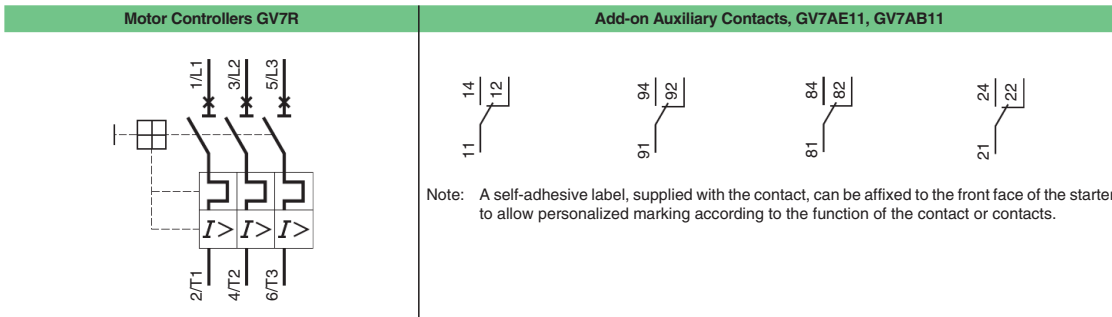 Motor Controllers GV7R
Add-on Auxiliary Contacts, GV7AE11, GV7AB11
1/L1
3/L2
5/L3
I>
I>
I>
2/T1
4/T2
6/T3
14
12
11
94
92
91
84
82
81
24
22
21
Note: A self-adhesive label, supplied with the contact, can be affixed to the front face of the starter
to allow personalized marking according to the function of the contact or contacts.